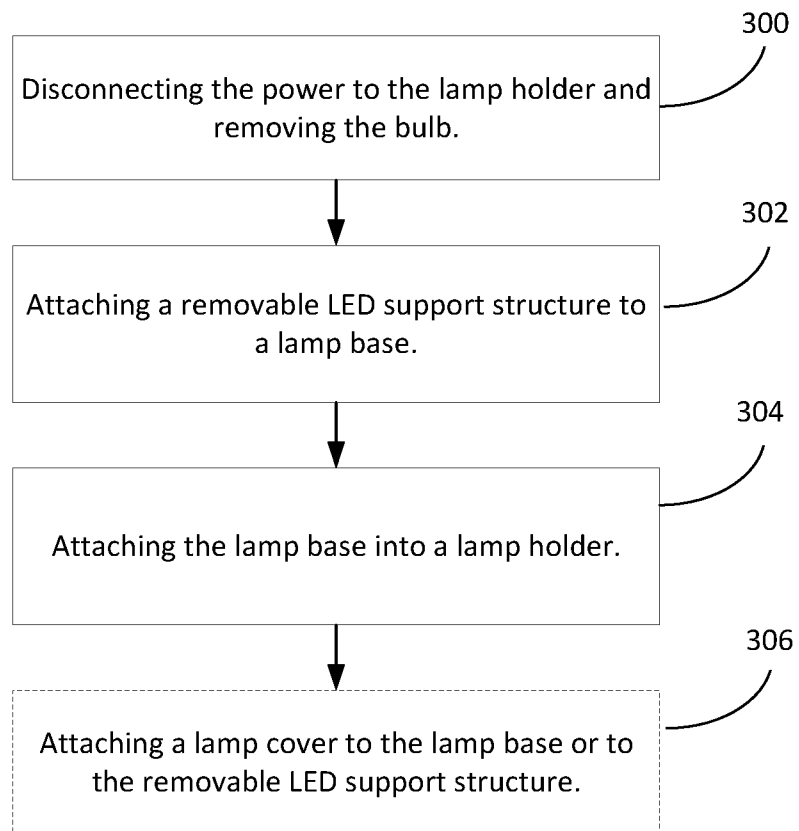 300
Disconnecting the power to the lamp holder and
removing the bulb.
302
Attaching a removable LED support structure to
a lamp base.
304
Attaching the lamp base into a lamp holder.
306
Attaching a lamp cover to the lamp base or to
the removable LED support structure.